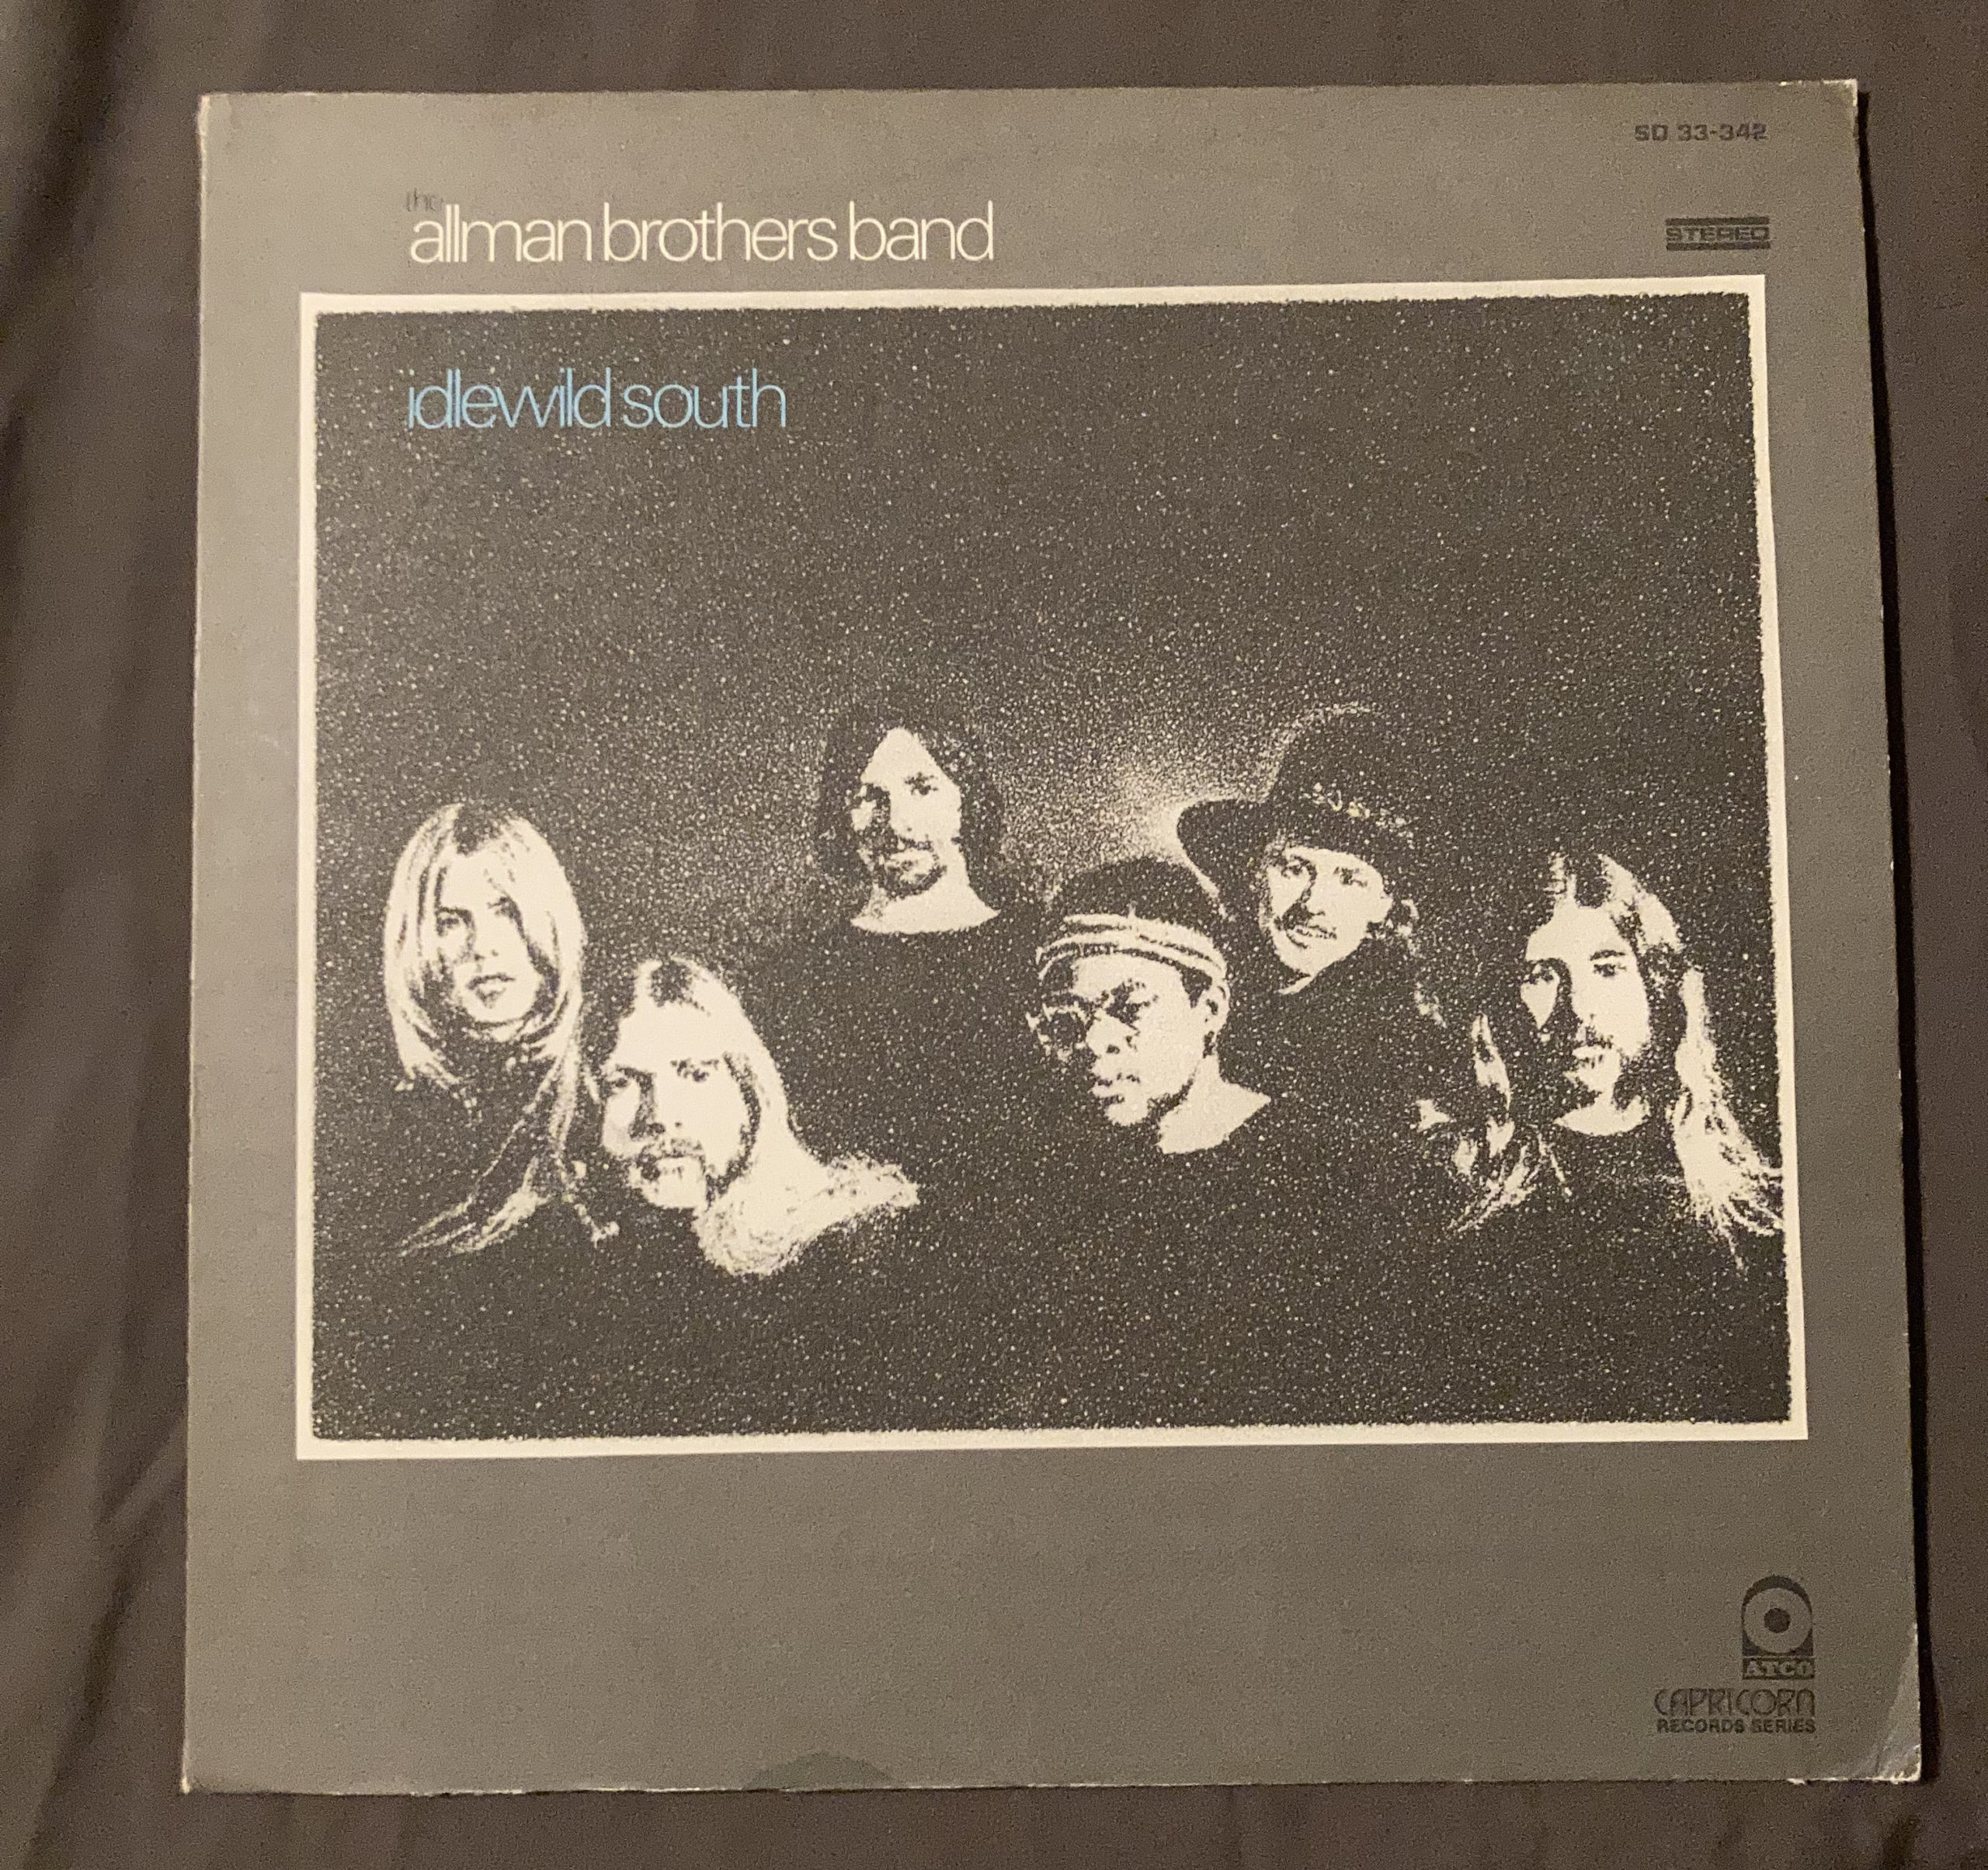 SD 33-342
the
allman brothers band
STEREO
idlewild south
ATCO
CAPRICORN
RECORDS SERIES